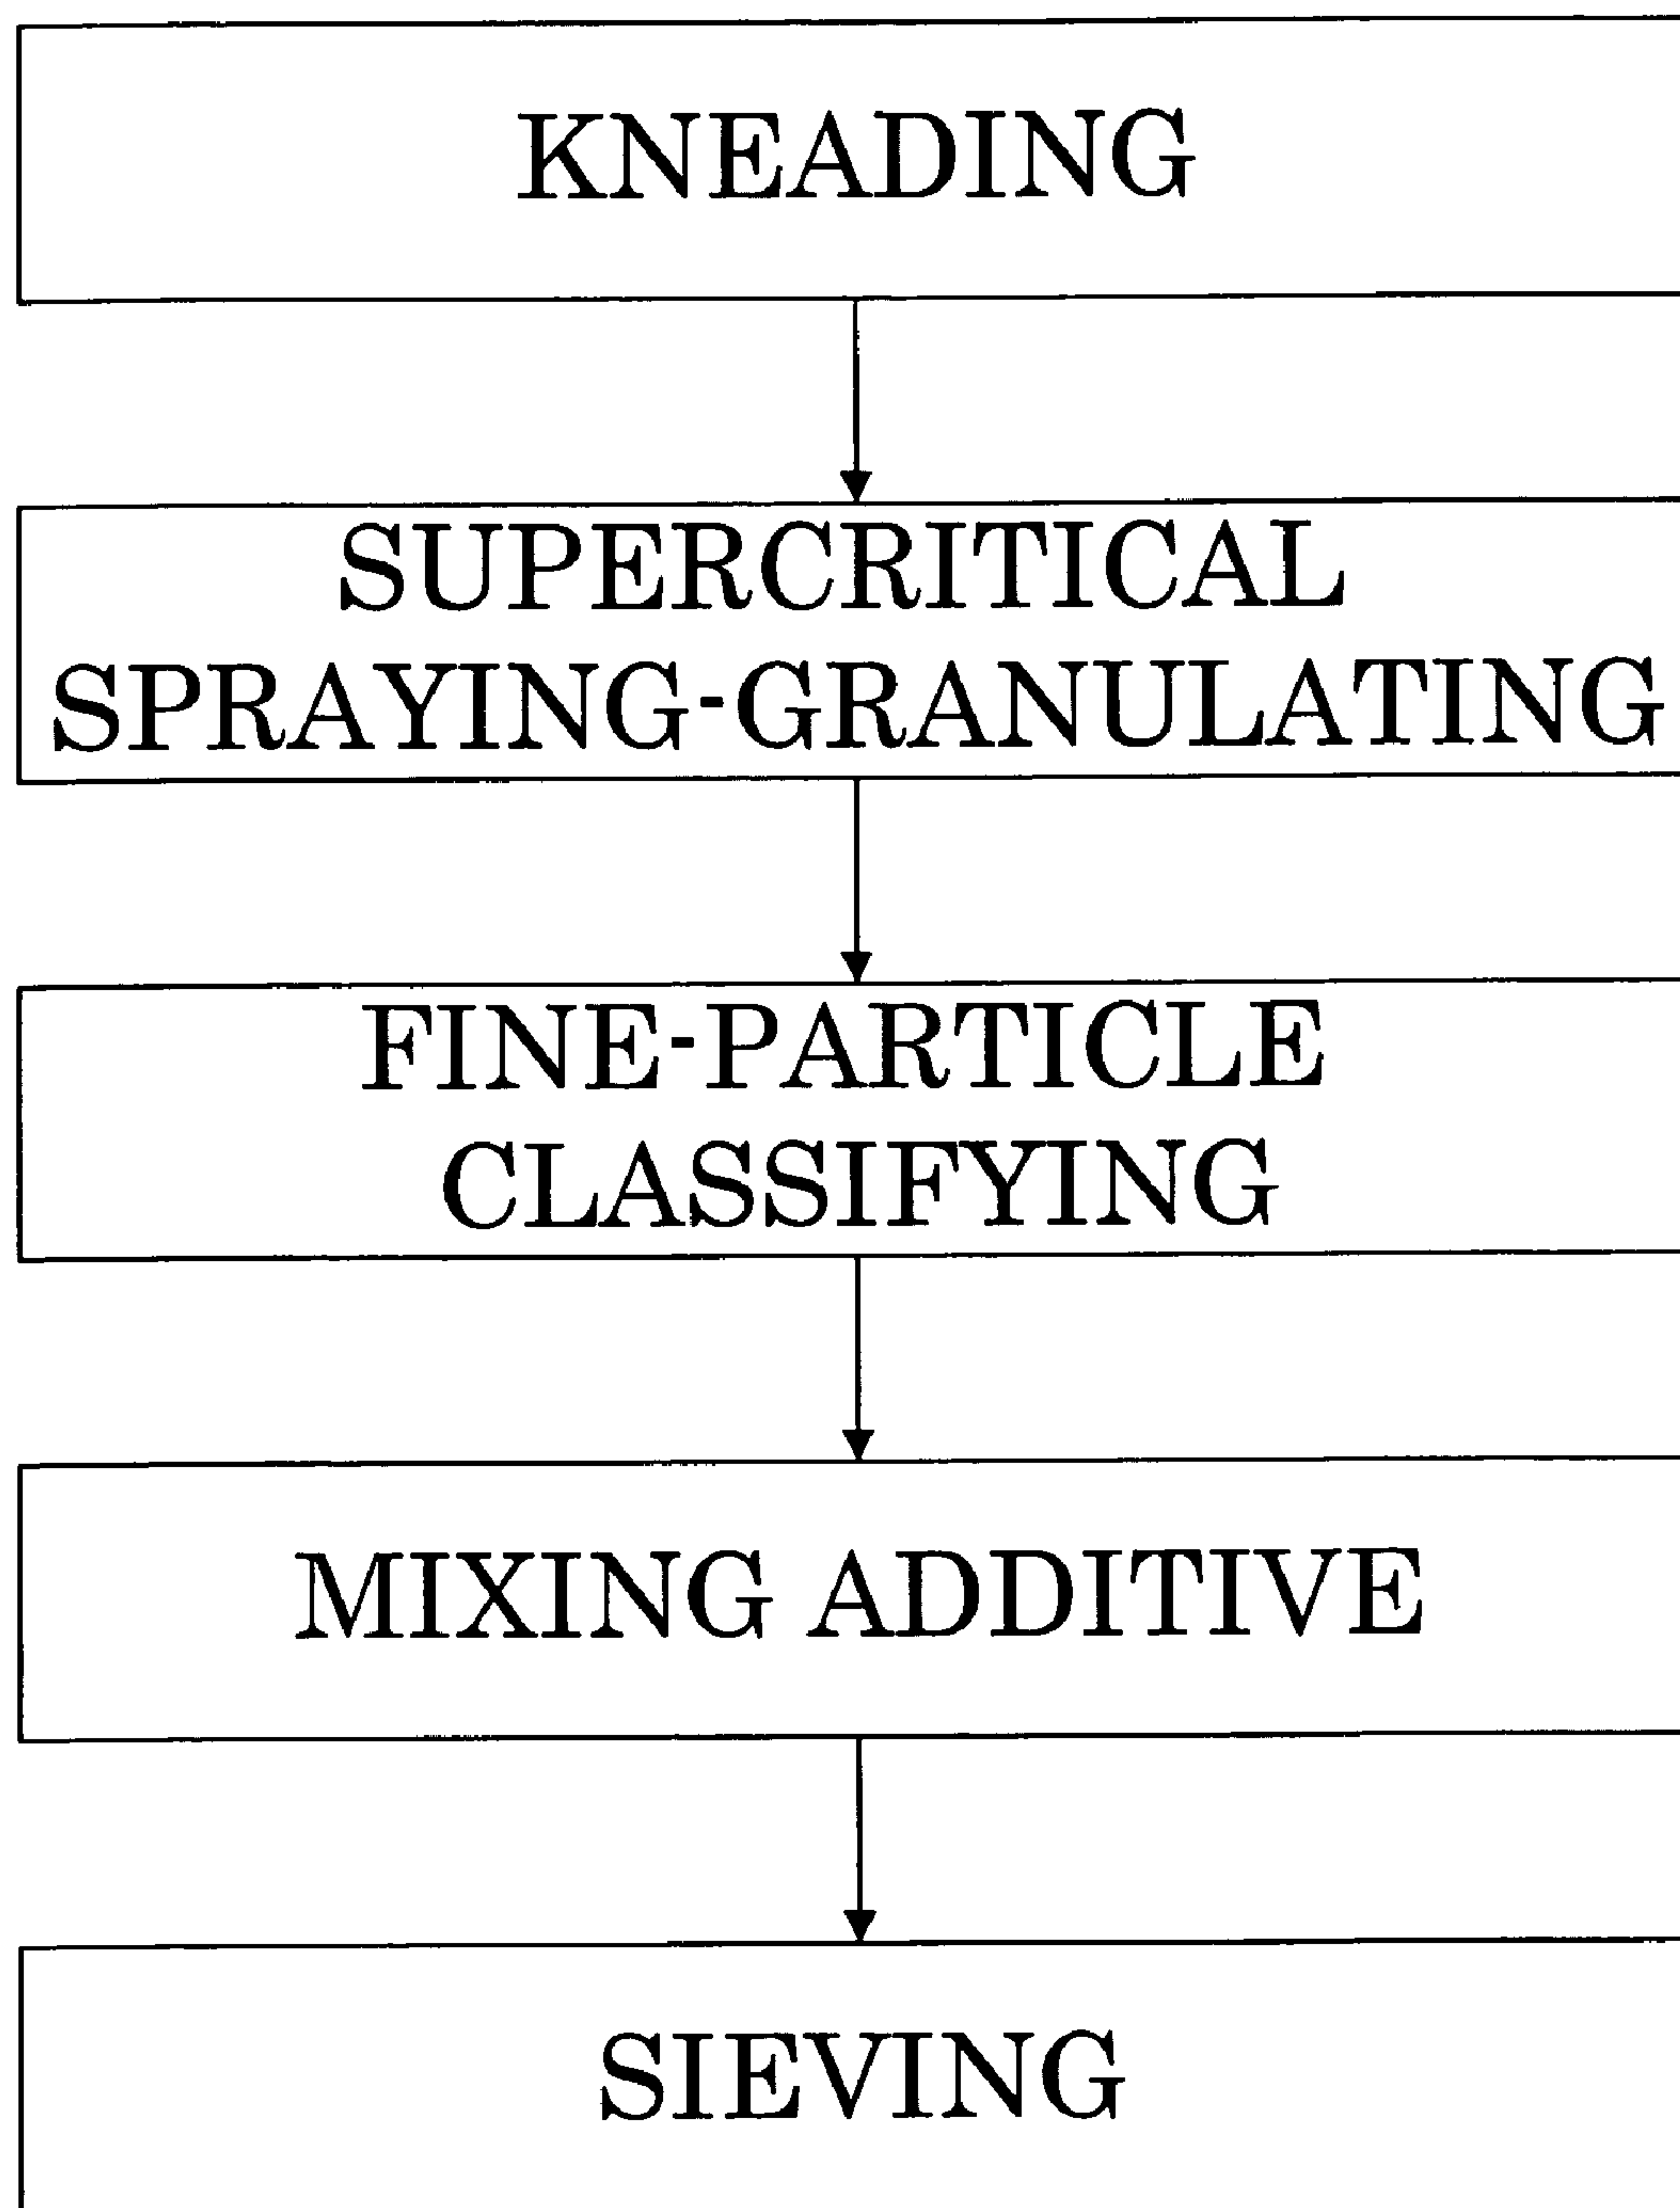 KNEADING
SUPERCRITICAL
SPRAYING-GRANULATING
FINE-PARTICLE
CLASSIFYING
MIXING ADDITIVE
SIEVING